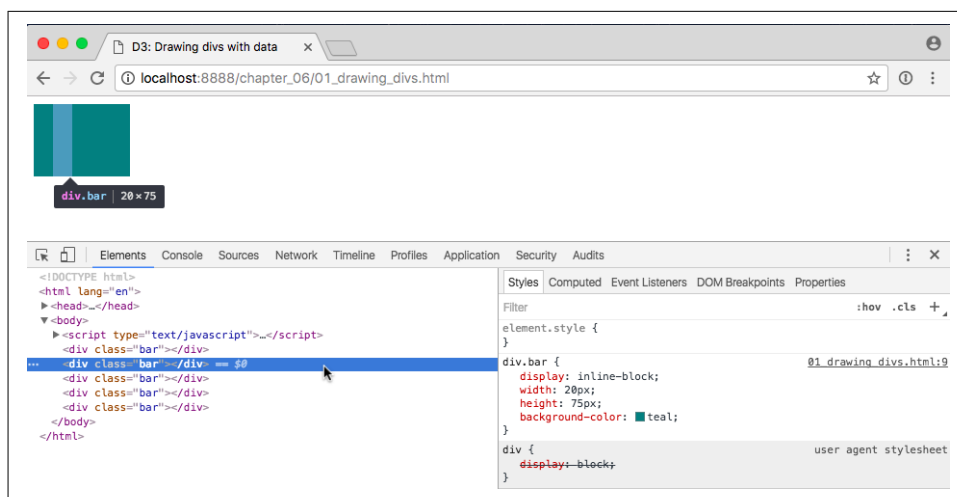 D3: Drawing divs with data ×
localhost:8888/chapter_06/01_drawing_divs.html
div.bar | 20×75
Elements Console Sources Network Timeline Profiles Application Security Audits
<!DOCTYPE html>
<html lang="en">
<head>…</head>
<body>
<script type="text/javascript">…</script>
<div class="bar"></div>
<div class="bar"></div> == $0
<div class="bar"></div>
<div class="bar"></div>
<div class="bar"></div>
</body>
</html>
Styles Computed Event Listeners DOM Breakpoints Properties
Filter :hov .cls +
element.style {
}
div.bar { 01_drawing_divs.html:9
display: inline-block;
width: 20px;
height: 75px;
background-color: teal;
}
div { user agent stylesheet
display: block;
}